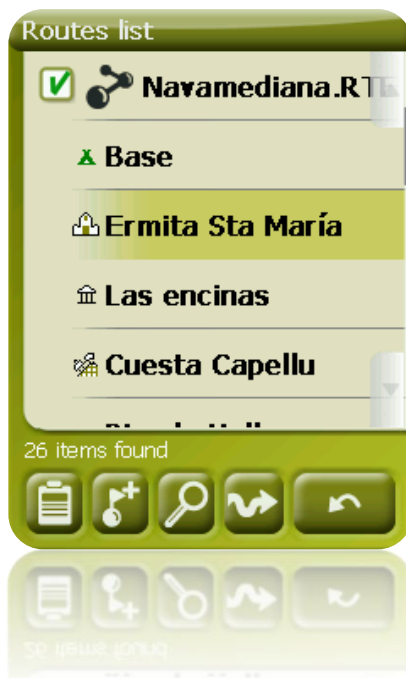 Routes list
Navamediana.RT
Base
Ermita Sta María
Las encinas
Cuesta Capellu
26 items found